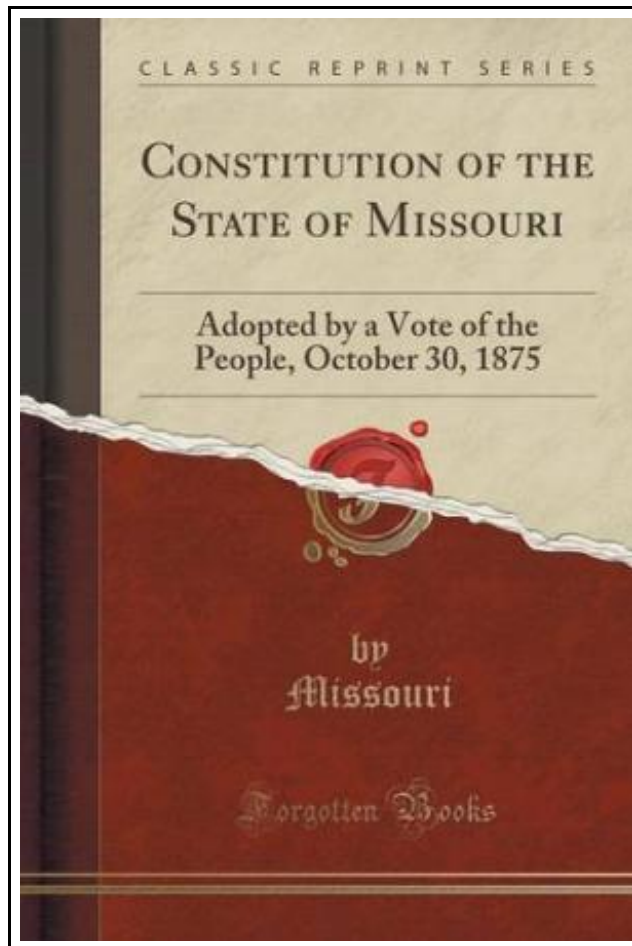 CLASSIC REPRINT SERIES
CONSTITUTION OF THE
STATE OF MISSOURI
Adopted by a Vote of the
People, October 30, 1875
by
Missouri
Forgotten Books